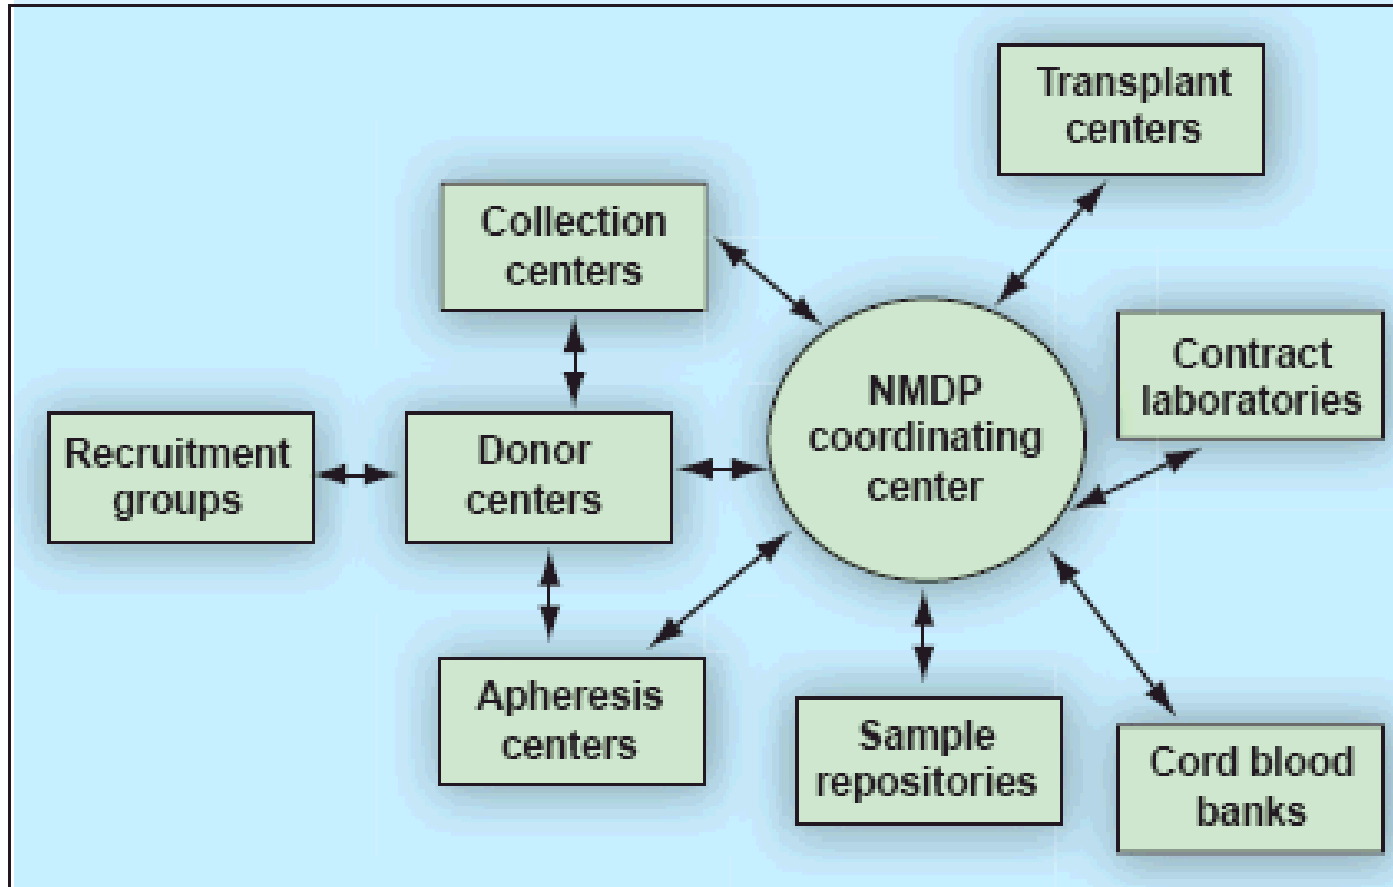 Transplant
centers
Collection
centers
Contract
laboratories
NMDP
coordinating
center
Recruitment
groups
Donor
centers
Apheresis
centers
Sample
repositories
Cord blood
banks